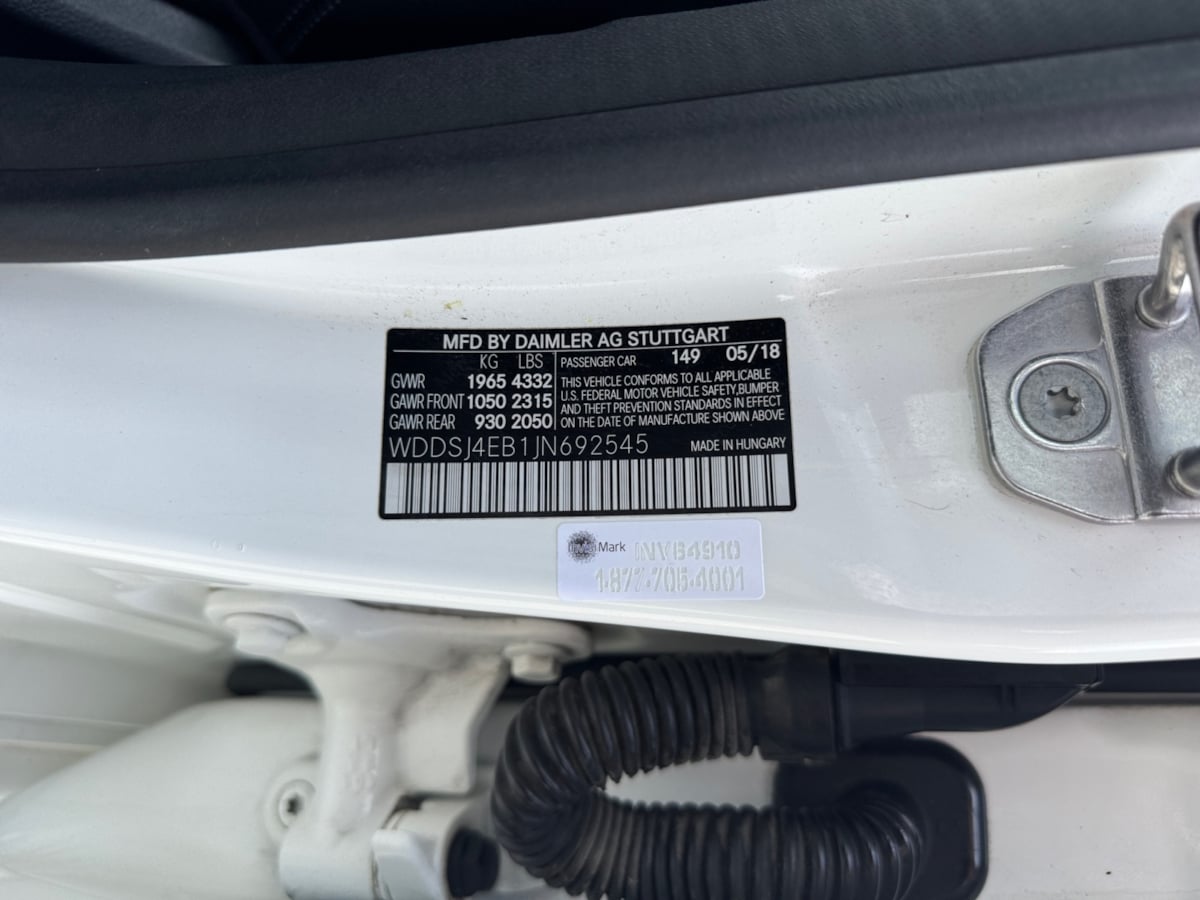 MFD BY DAIMLER AG STUTTGART
KG LBS PASSENGER CAR 149 05/18
GVWR 1965 4332
GAWR FRONT 1050 2315
GAWR REAR 930 2050
THIS VEHICLE CONFORMS TO ALL APPLICABLE
U.S. FEDERAL MOTOR VEHICLE SAFETY, BUMPER
AND THEFT PREVENTION STANDARDS IN EFFECT
ON THE DATE OF MANUFACTURE SHOWN ABOVE
WDDSJ4EB1JN692545 MADE IN HUNGARY
Mark
1-877-705-4001